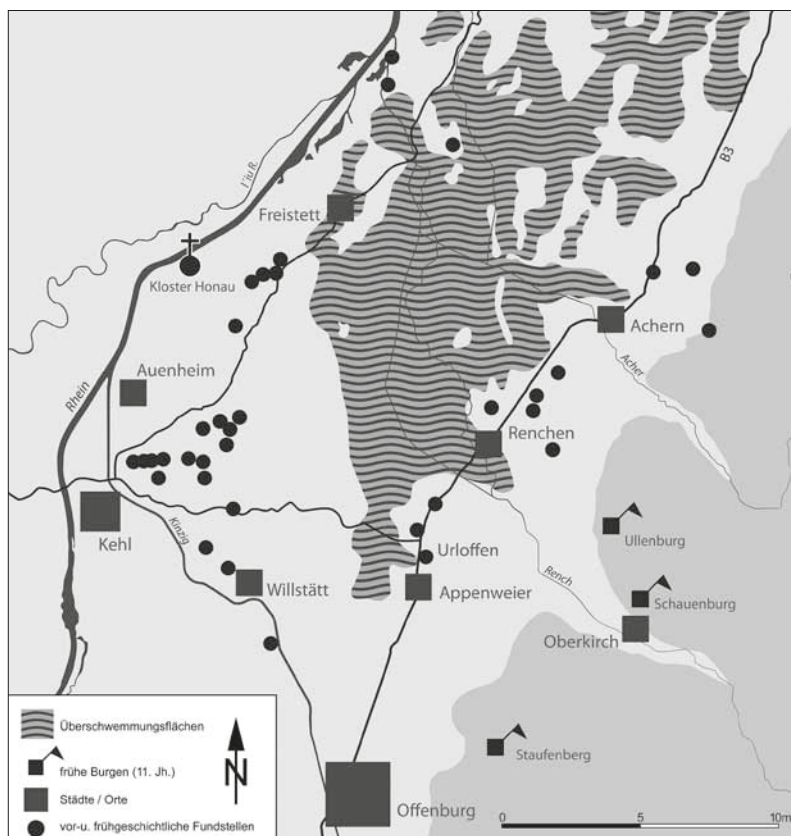 B3
l'iu R.
Freistett
Kloster Honau
Achern
Auenheim
Rhein
Acher
Renchen
Kehl
Kinzig
Urloffen
Ullenburg
Willstätt
Appenweier
Rench
Schauenburg
Oberkirch
Staufenberg
Offenburg
Überschwemmungsflächen
frühe Burgen (11. Jh.)
Städte / Orte
vor-u. frühgeschichtliche Fundstellen
N
0 5 10m